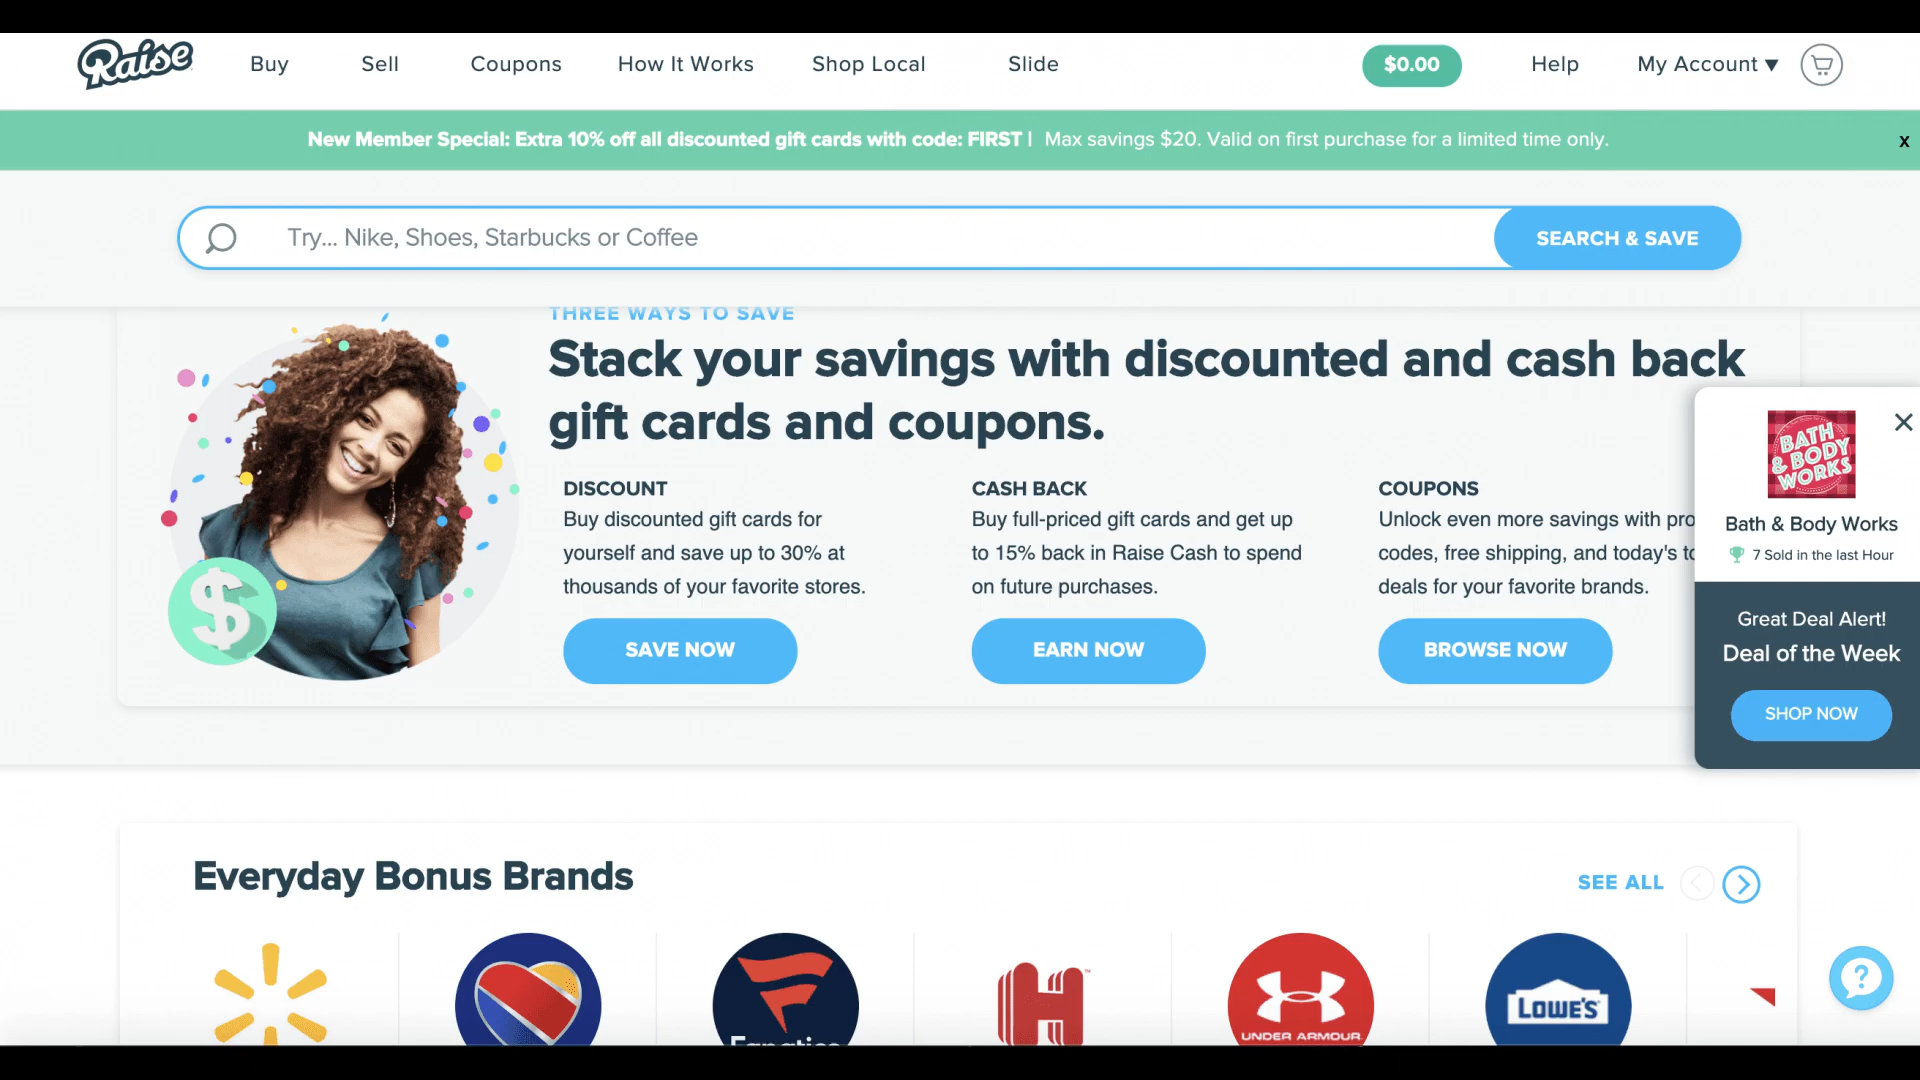 Raise
Buy
Sell
Coupons
How It Works
Shop Local
Slide
$0.00
Help
My Account ▼
New Member Special: Extra 10% off all discounted gift cards with code: FIRST | Max savings $20. Valid on first purchase for a limited time only.
x
Try... Nike, Shoes, Starbucks or Coffee
SEARCH & SAVE
THREE WAYS TO SAVE
Stack your savings with discounted and cash back
gift cards and coupons.
DISCOUNT
Buy discounted gift cards for
yourself and save up to 30% at
thousands of your favorite stores.
SAVE NOW
CASH BACK
Buy full-priced gift cards and get up
to 15% back in Raise Cash to spend
on future purchases.
EARN NOW
COUPONS
Unlock even more savings with pro
codes, free shipping, and today's to
deals for your favorite brands.
BROWSE NOW
BATH
& BODY
WORKS
Bath & Body Works
7 Sold in the last Hour
Great Deal Alert!
Deal of the Week
SHOP NOW
Everyday Bonus Brands
SEE ALL
Fanatics
H
UNDER ARMOUR
LOWE'S